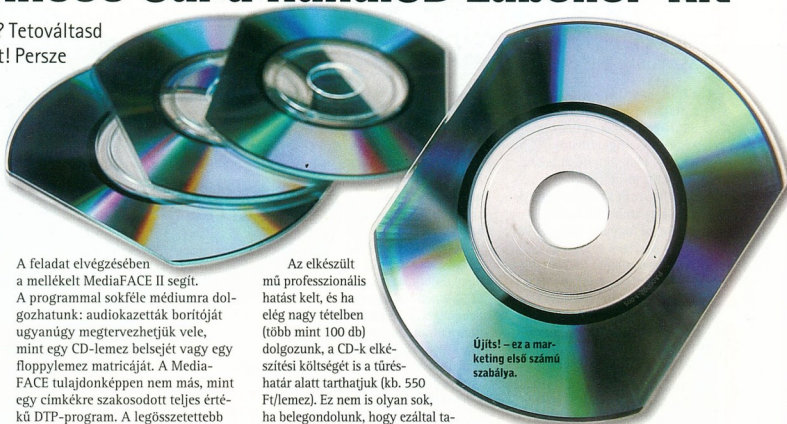 ? Tetováltasd
t! Persze
A feladat elvégzésében
a mellékelt MediaFACE II segít.
A programmal sokféle médiumra dol-
gozhatunk: audiokazetták borítóját
ugyanúgy megtervezhetjük vele,
mint egy CD-lemez belsejét vagy egy
floppylemez matricáját. A Media-
FACE tulajdonképpen nem más, mint
egy címkékre szakosodott teljes érté-
kű DTP-program. A legösszetettebb
Az elkészült
mű professzionális
hatást kelt, és ha
elég nagy tételben
(több mint 100 db)
dolgozunk, a CD-k elké-
szítési költségét is a tűrés-
határ alatt tarthatjuk (kb. 550
Ft/lemez). Ez nem is olyan sok,
ha belegondolunk, hogy ezáltal ta-
Újíts! – ez a mar-
keting első számú
szabálya.